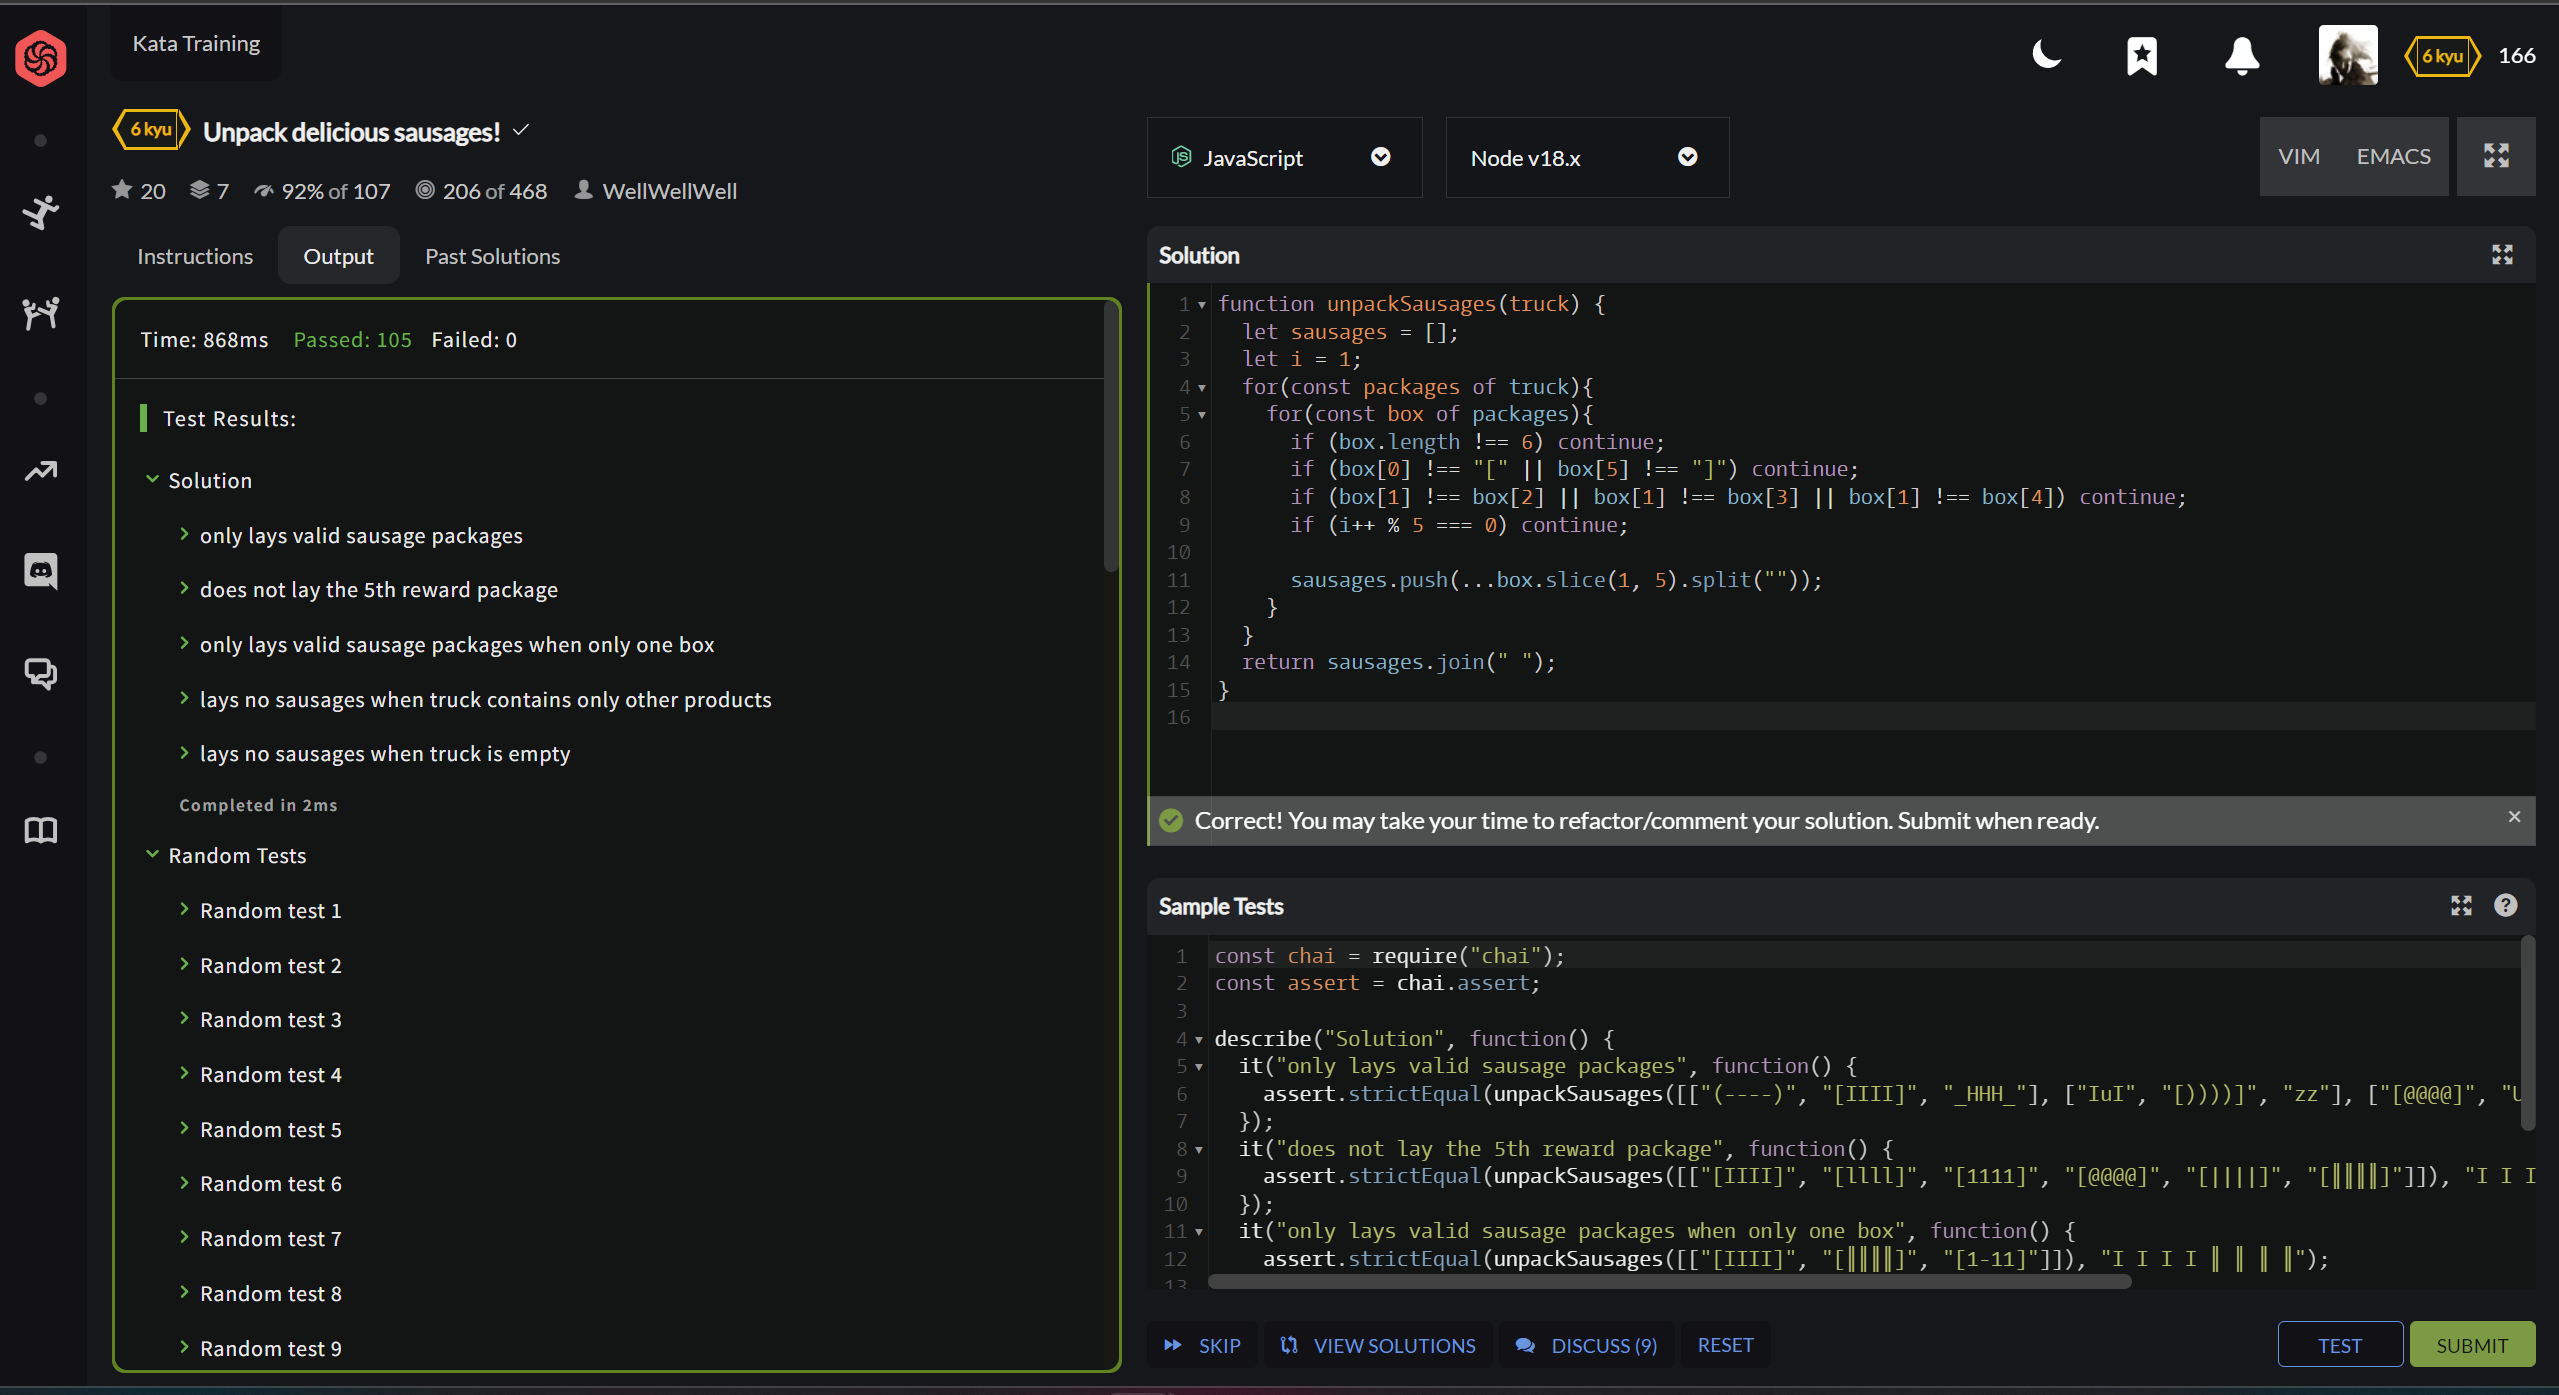 Kata Training
6 kyu
166
6 kyu
Unpack delicious sausages!
20
7
92% of 107
206 of 468
WellWellWell
Instructions
Output
Past Solutions
Time: 868ms Passed: 105 Failed: 0
Test Results:
Solution
only lays valid sausage packages
does not lay the 5th reward package
only lays valid sausage packages when only one box
lays no sausages when truck contains only other products
lays no sausages when truck is empty
Completed in 2ms
Random Tests
Random test 1
Random test 2
Random test 3
Random test 4
Random test 5
Random test 6
Random test 7
Random test 8
Random test 9
JavaScript
Node v18.x
VIM
EMACS
Solution
1 function unpackSausages(truck) {
2 let sausages = [];
3 let i = 1;
4 for(const packages of truck){
5 for(const box of packages){
6 if (box.length !== 6) continue;
7 if (box[0] !== "[" || box[5] !== "]") continue;
8 if (box[1] !== box[2] || box[1] !== box[3] || box[1] !== box[4]) continue;
9 if (i++ % 5 === 0) continue;
10
11 sausages.push(...box.slice(1, 5).split(""));
12 }
13 }
14 return sausages.join(" ");
15 }
16
Correct! You may take your time to refactor/comment your solution. Submit when ready.
Sample Tests
1 const chai = require("chai");
2 const assert = chai.assert;
3
4 describe("Solution", function() {
5 it("only lays valid sausage packages", function() {
6 assert.strictEqual(unpackSausages([["(----)", "[IIII]", "_HHH_"], ["IuI", "[))))]", "zz"], ["[@@@@]", "U
7 });
8 it("does not lay the 5th reward package", function() {
9 assert.strictEqual(unpackSausages([["[IIII]", "[llll]", "[1111]", "[@@@@]", "[||||]", "[║║║║]"]]), "I I I
10 });
11 it("only lays valid sausage packages when only one box", function() {
12 assert.strictEqual(unpackSausages([["[IIII]", "[║║║║]", "[1-11]"]]), "I I I I ║ ║ ║ ║");
13
SKIP
VIEW SOLUTIONS
DISCUSS (9)
RESET
TEST
SUBMIT